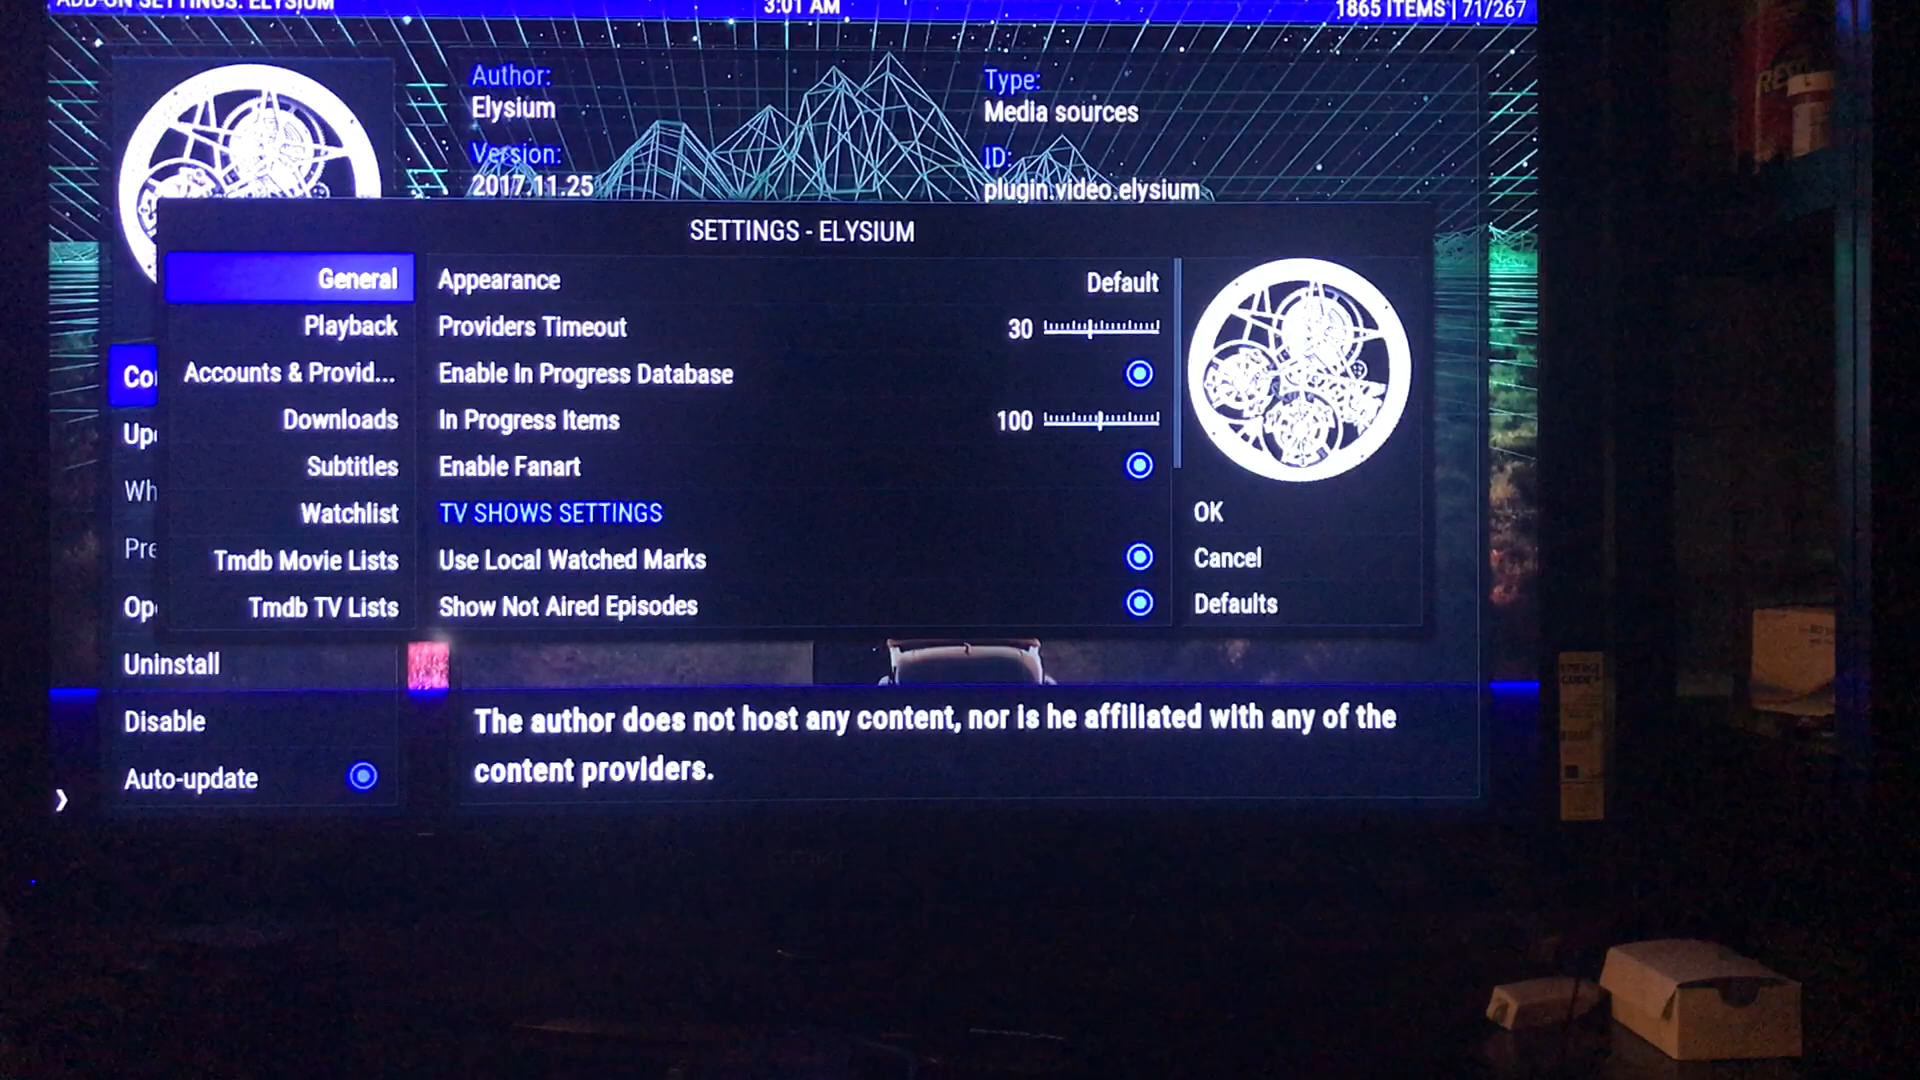 ADD-ON SETTINGS: ELYSIUM
3:01 AM
1865 ITEMS | 71/267
Author:
Elysium
Type:
Media sources
Version:
2017.11.25
ID:
plugin.video.elysium
SETTINGS - ELYSIUM
General
Appearance
Default
Playback
Providers Timeout
30
Accounts & Provid...
Enable In Progress Database
Downloads
In Progress Items
100
Subtitles
Enable Fanart
Watchlist
TV SHOWS SETTINGS
OK
Tmdb Movie Lists
Use Local Watched Marks
Cancel
Tmdb TV Lists
Show Not Aired Episodes
Defaults
Uninstall
Disable
Auto-update
The author does not host any content, nor is he affiliated with any of the
content providers.